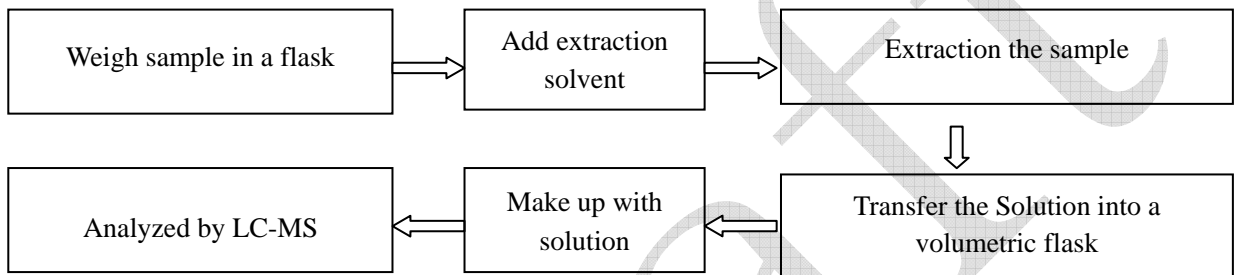 Weigh sample in a flask
Add extraction
solvent
Extraction the sample
Transfer the Solution into a
volumetric flask
Make up with
solution
Analyzed by LC-MS